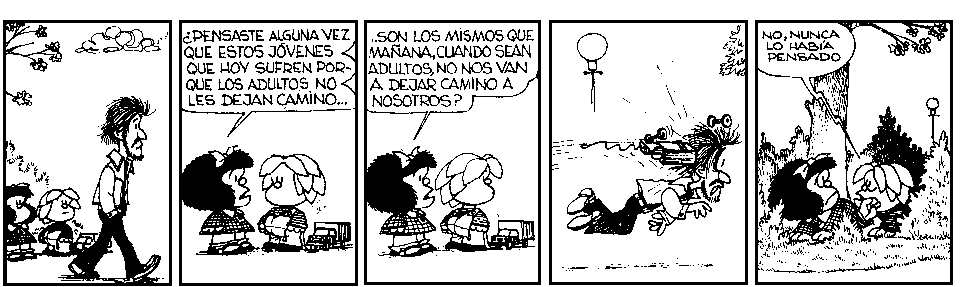 ¿PENSASTE ALGUNA VEZ
QUE ESTOS JÓVENES
QUE HOY SUFREN POR-
QUE LOS ADULTOS NO
LES DEJAN CAMINO...
..SON LOS MISMOS QUE
MAÑANA, CUANDO SEAN
ADULTOS, NO NOS VAN
A DEJAR CAMINO A
NOSOTROS?
NO, NUNCA
LO HABÍA
PENSADO